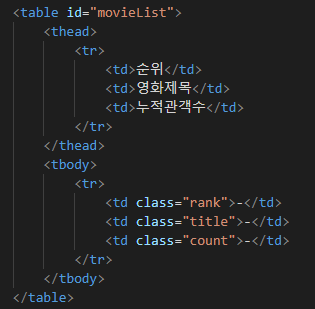 <table id="movieList">
    <thead>
        <tr>
            <td>순위</td>
            <td>영화제목</td>
            <td>누적관객수</td>
        </tr>
    </thead>
    <tbody>
        <tr>
            <td class="rank">-</td>
            <td class="title">-</td>
            <td class="count">-</td>
        </tr>
    </tbody>
</table>